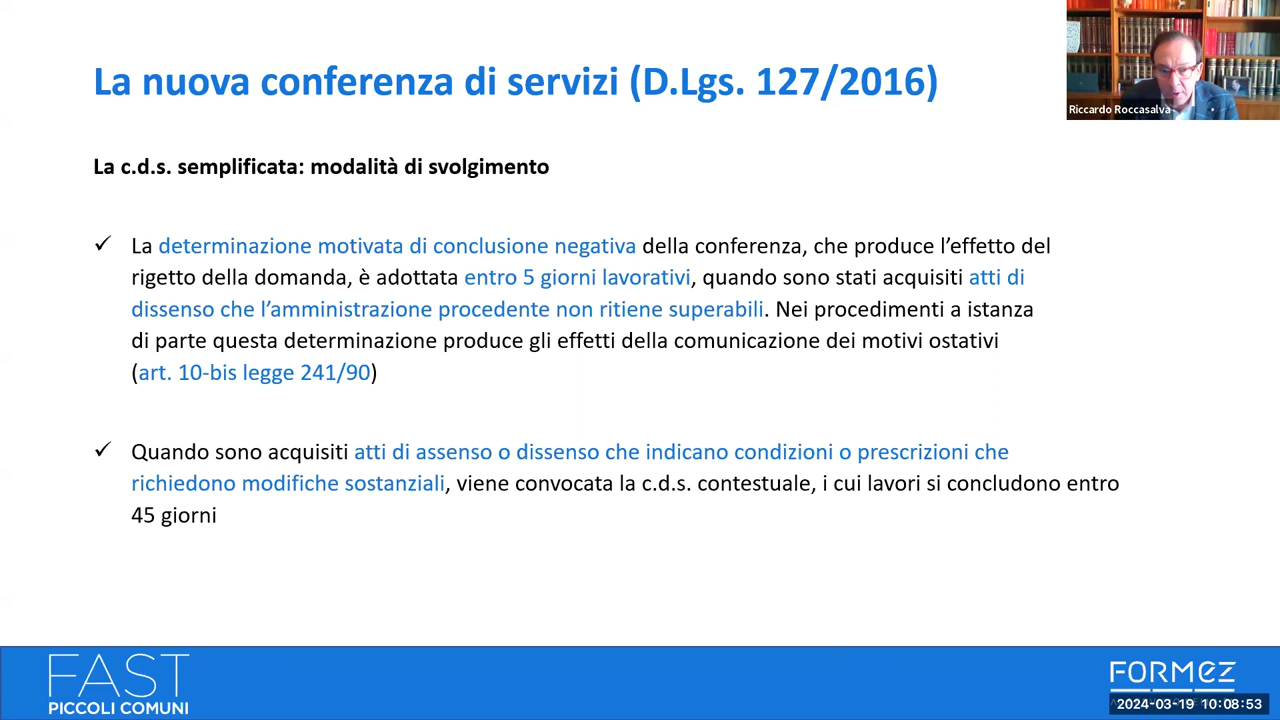 La nuova conferenza di servizi (D.Lgs. 127/2016)
Riccardo Roccasalva
La c.d.s. semplificata: modalità di svolgimento
✓ La determinazione motivata di conclusione negativa della conferenza, che produce l’effetto del
rigetto della domanda, è adottata entro 5 giorni lavorativi, quando sono stati acquisiti atti di
dissenso che l’amministrazione procedente non ritiene superabili. Nei procedimenti a istanza
di parte questa determinazione produce gli effetti della comunicazione dei motivi ostativi
(art. 10-bis legge 241/90)
✓ Quando sono acquisiti atti di assenso o dissenso che indicano condizioni o prescrizioni che
richiedono modifiche sostanziali, viene convocata la c.d.s. contestuale, i cui lavori si concludono entro
45 giorni
FAST
PICCOLI COMUNI
FORMEZ
2024-03-19 10:08:53